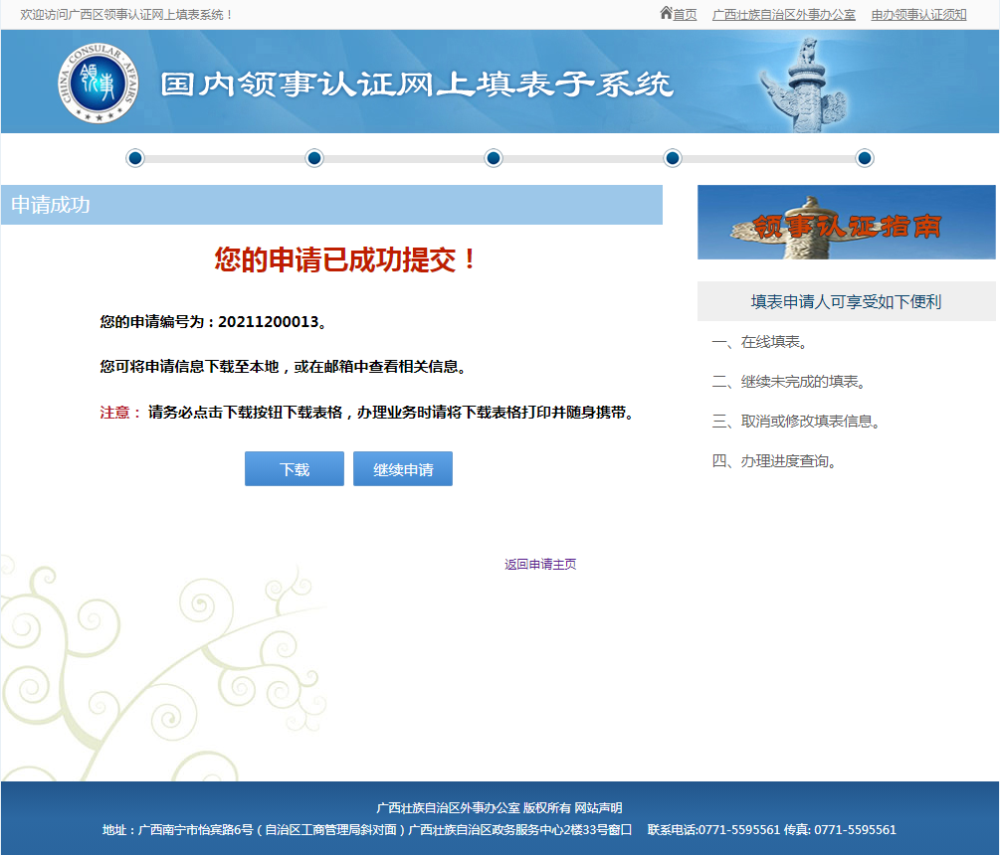 欢迎访问广西区领事认证网上填表系统！
首页 广西壮族自治区外事办公室 申办领事认证须知
CHINA CONSULAR AFFAIRS
领事
国内领事认证网上填表子系统
申请成功
领事认证指南
您的申请已成功提交！
填表申请人可享受如下便利
您的申请编号为：20211200013。
一、在线填表。
您可将申请信息下载至本地，或在邮箱中查看相关信息。
二、继续未完成的填表。
注意： 请务必点击下载按钮下载表格，办理业务时请将下载表格打印并随身携带。
三、取消或修改填表信息。
四、办理进度查询。
下载 继续申请
返回申请主页
广西壮族自治区外事办公室 版权所有 网站声明
地址：广西南宁市怡宾路6号（自治区工商管理局斜对面）广西壮族自治区政务服务中心2楼33号窗口 联系电话:0771-5595561 传真: 0771-5595561